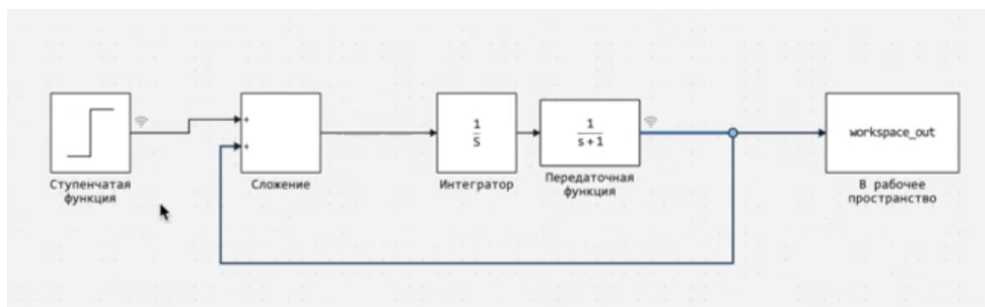 +
+
1
S
1
s+1
workspace_out
Ступенчатая
функция
Сложение
Интегратор
Передаточная
функция
В рабочее
пространство